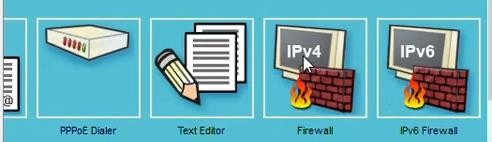 @
IPv4
IPv6
PPPoE Dialer
Text Editor
Firewall
IPv6 Firewall